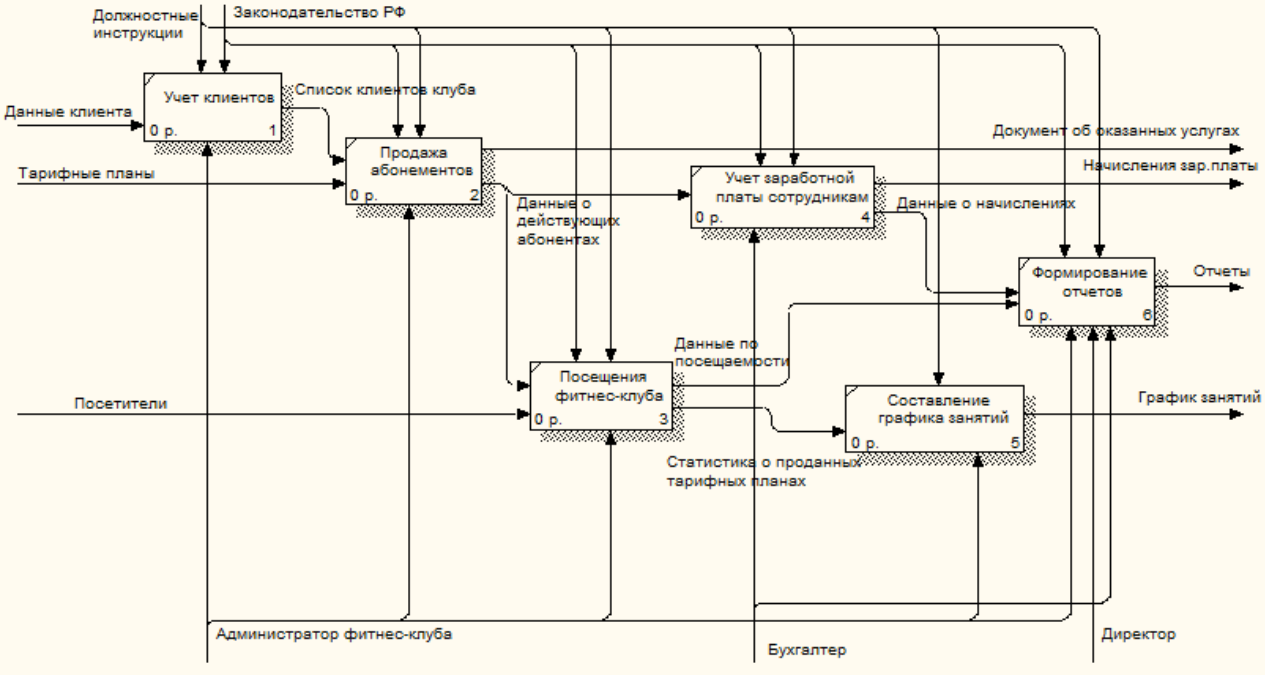 Должностные
инструкции
Законодательство РФ
Учет клиентов
0 р. 1
Данные клиента
Список клиентов клуба
Продажа
абонементов
0 р. 2
Тарифные планы
Документ об оказанных услугах
Начисления зар.платы
Учет заработной
платы сотрудникам
0 р. 4
Данные о
действующих
абонентах
Данные о начислениях
Формирование
отчетов
0 р. 6
Отчеты
Данные по
посещаемости
Посещения
фитнес-клуба
0 р. 3
Посетители
Составление
графика занятий
0 р. 5
График занятий
Статистика о проданных
тарифных планах
Администратор фитнес-клуба
Бухгалтер
Директор